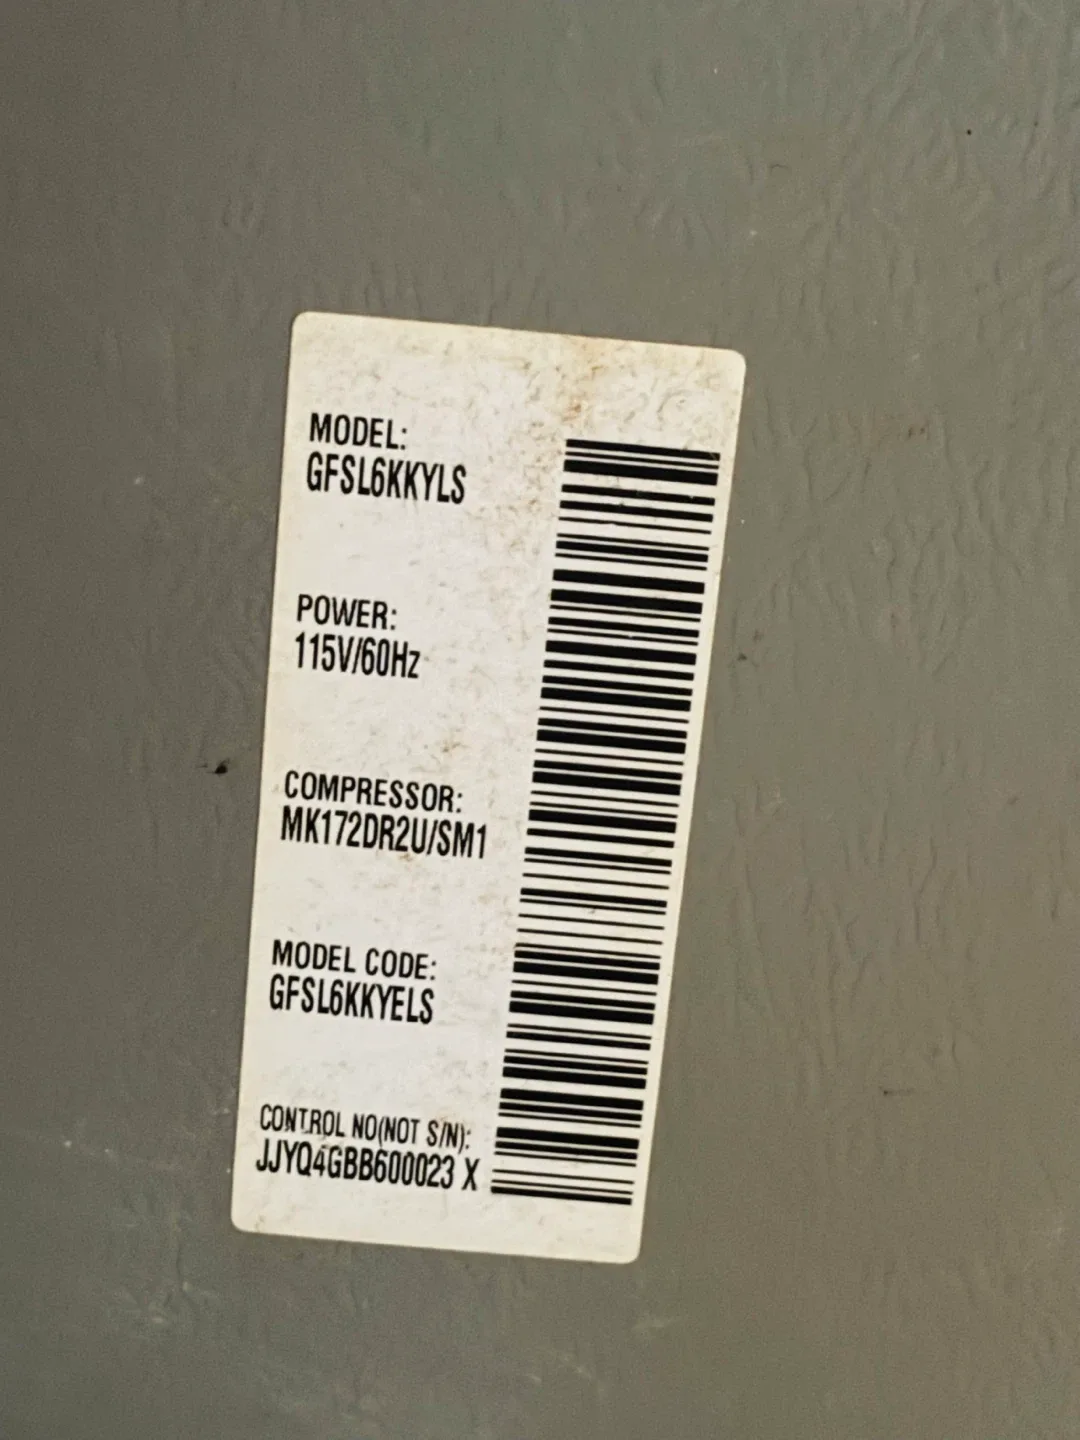 MODEL:
GFSL6KKYLS
POWER:
115V/60Hz
COMPRESSOR:
MK172DR2U/SM1
MODEL CODE:
GFSL6KKYELS
CONTROL NO(NOT S/N):
JJYQ4GBB600023 X